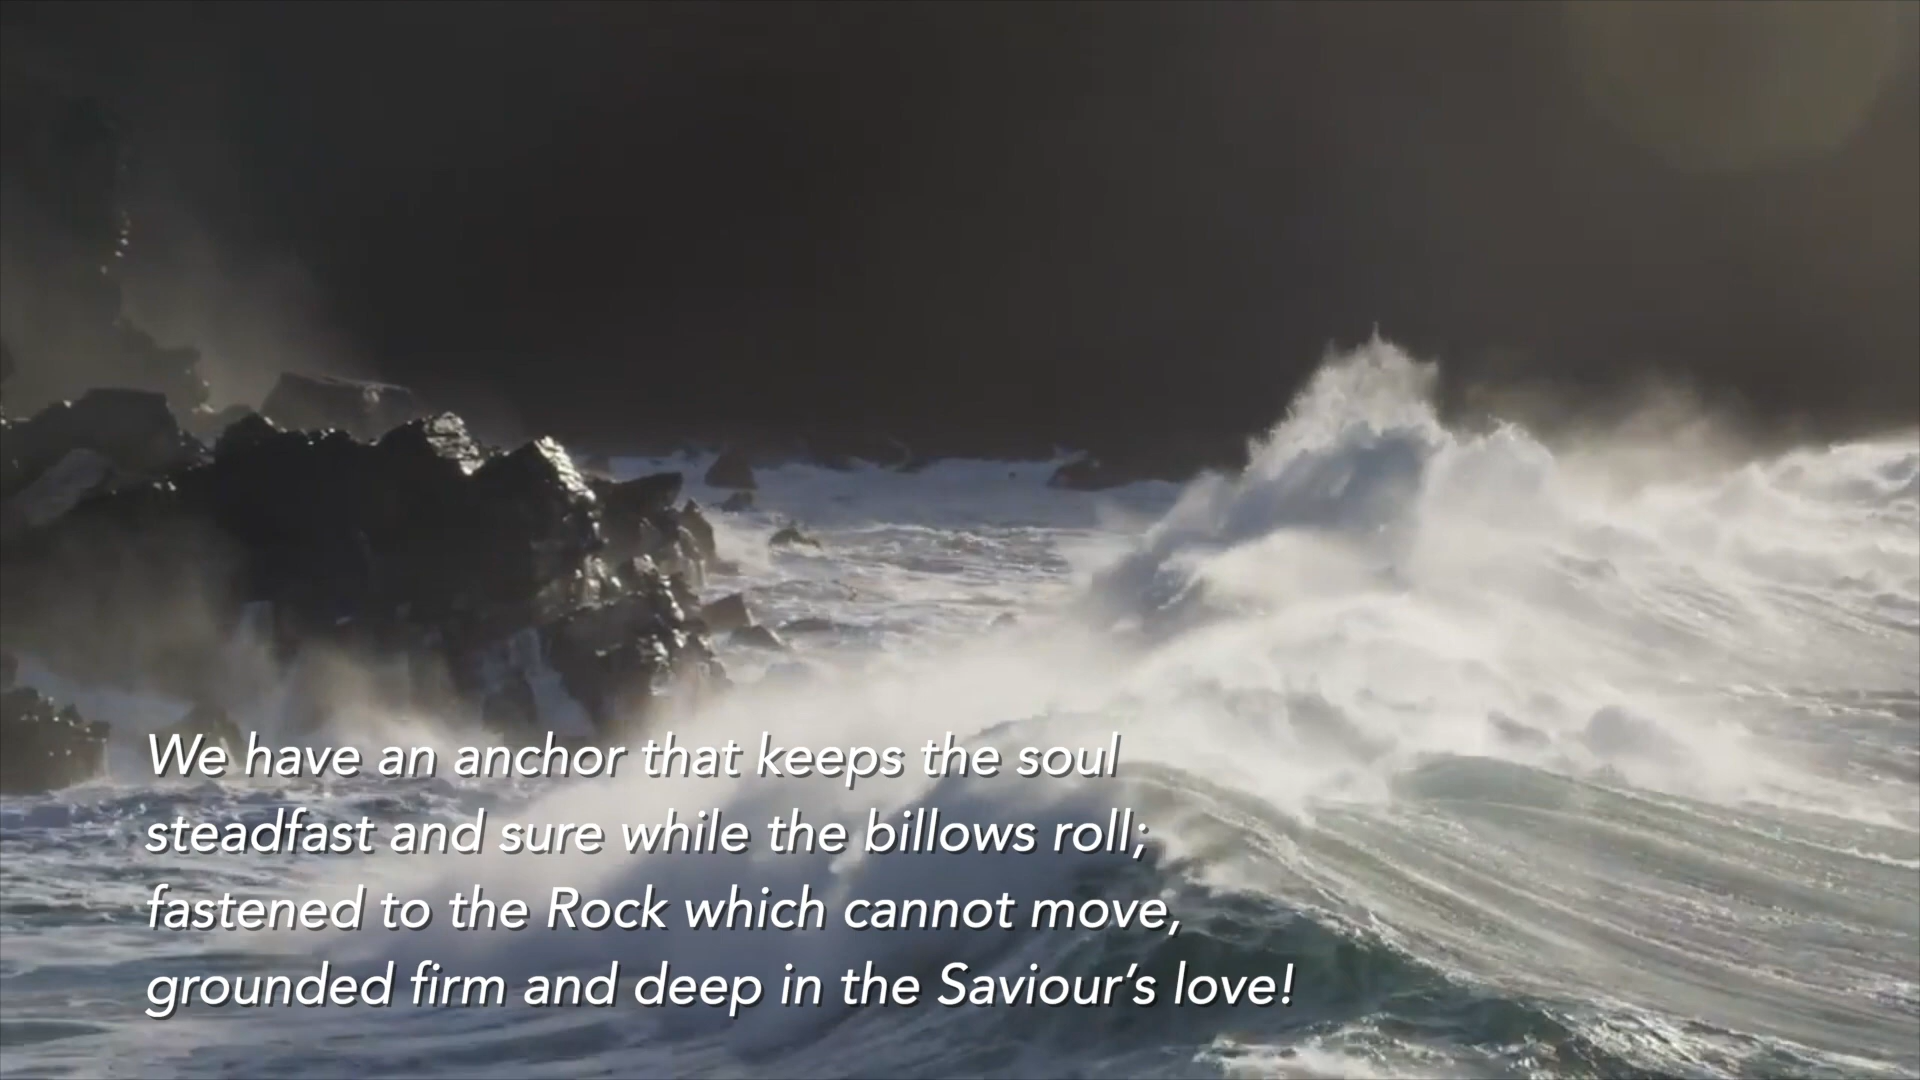 We have an anchor that keeps the soul
steadfast and sure while the billows roll;
fastened to the Rock which cannot move,
grounded firm and deep in the Saviour’s love!